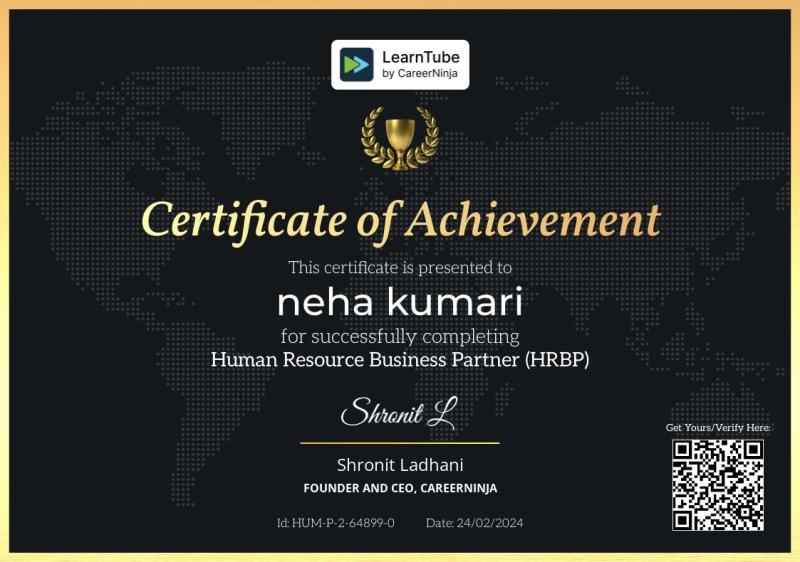 LearnTube
by CareerNinja
Certificate of Achievement
This certificate is presented to
neha kumari
for successfully completing
Human Resource Business Partner (HRBP)
Shronit L
Shronit Ladhani
FOUNDER AND CEO, CAREERNINJA
Get Yours/Verify Here:
Id: HUM-P-2-64899-0 Date: 24/02/2024